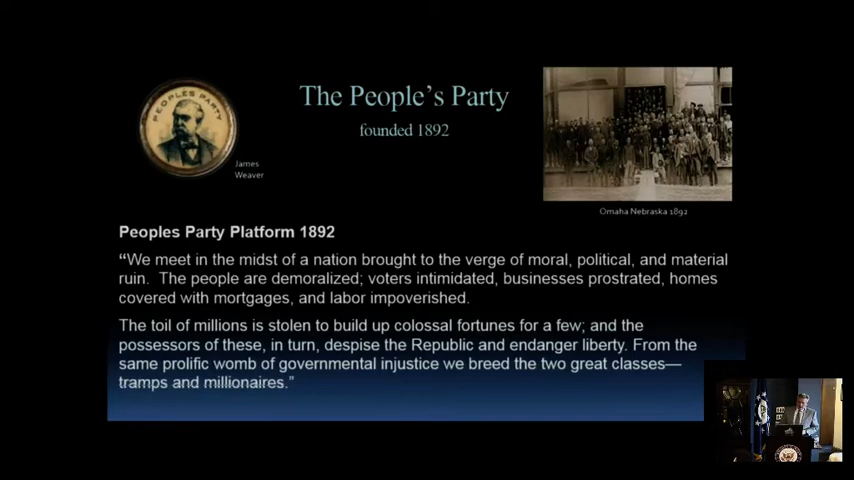 The People's Party
founded 1892
PEOPLES PARTY
James
Weaver
Omaha Nebraska 1892
Peoples Party Platform 1892
“We meet in the midst of a nation brought to the verge of moral, political, and material
ruin. The people are demoralized; voters intimidated, businesses prostrated, homes
covered with mortgages, and labor impoverished.
The toil of millions is stolen to build up colossal fortunes for a few; and the
possessors of these, in turn, despise the Republic and endanger liberty. From the
same prolific womb of governmental injustice we breed the two great classes—
tramps and millionaires.”